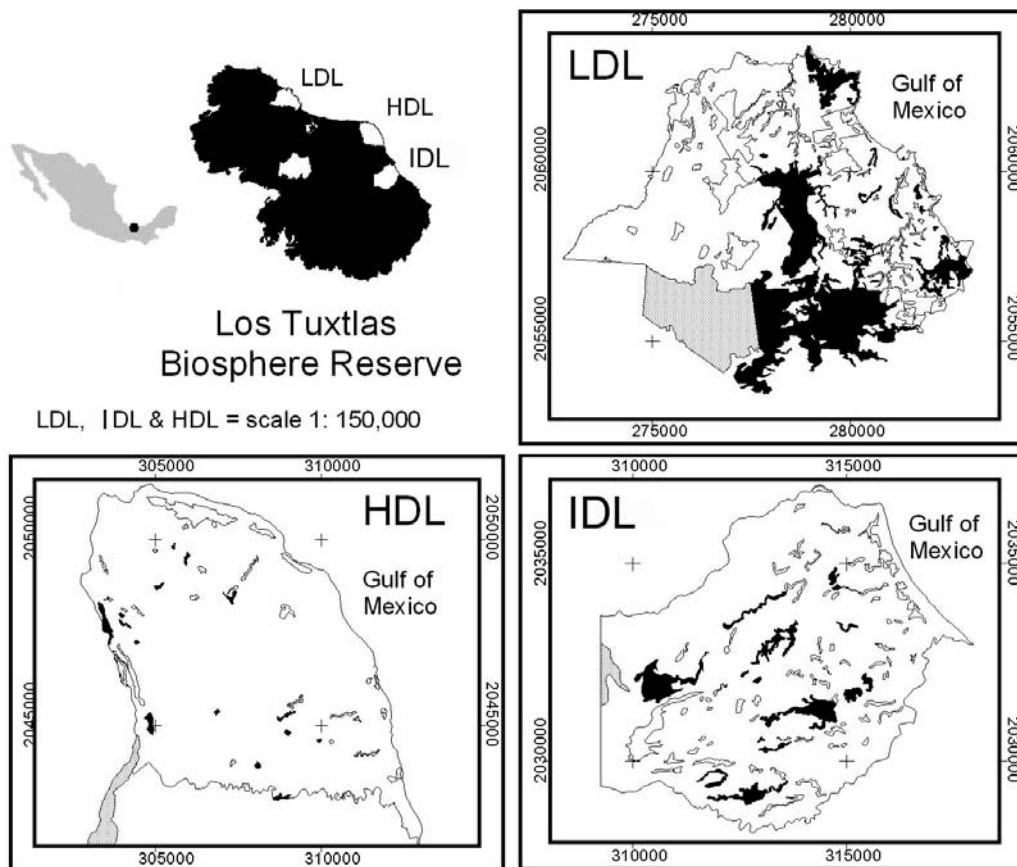 LDL
HDL
IDL
Los Tuxtlas
Biosphere Reserve
LDL, IDL & HDL = scale 1: 150,000
275000 280000
LDL
Gulf of
Mexico
2060000 2060000
2055000 2055000
275000 280000
305000 310000
HDL
2050000 2050000
Gulf of
Mexico
2045000 2045000
305000 310000
310000 315000
IDL
Gulf of
Mexico
2035000 2035000
2030000 2030000
310000 315000